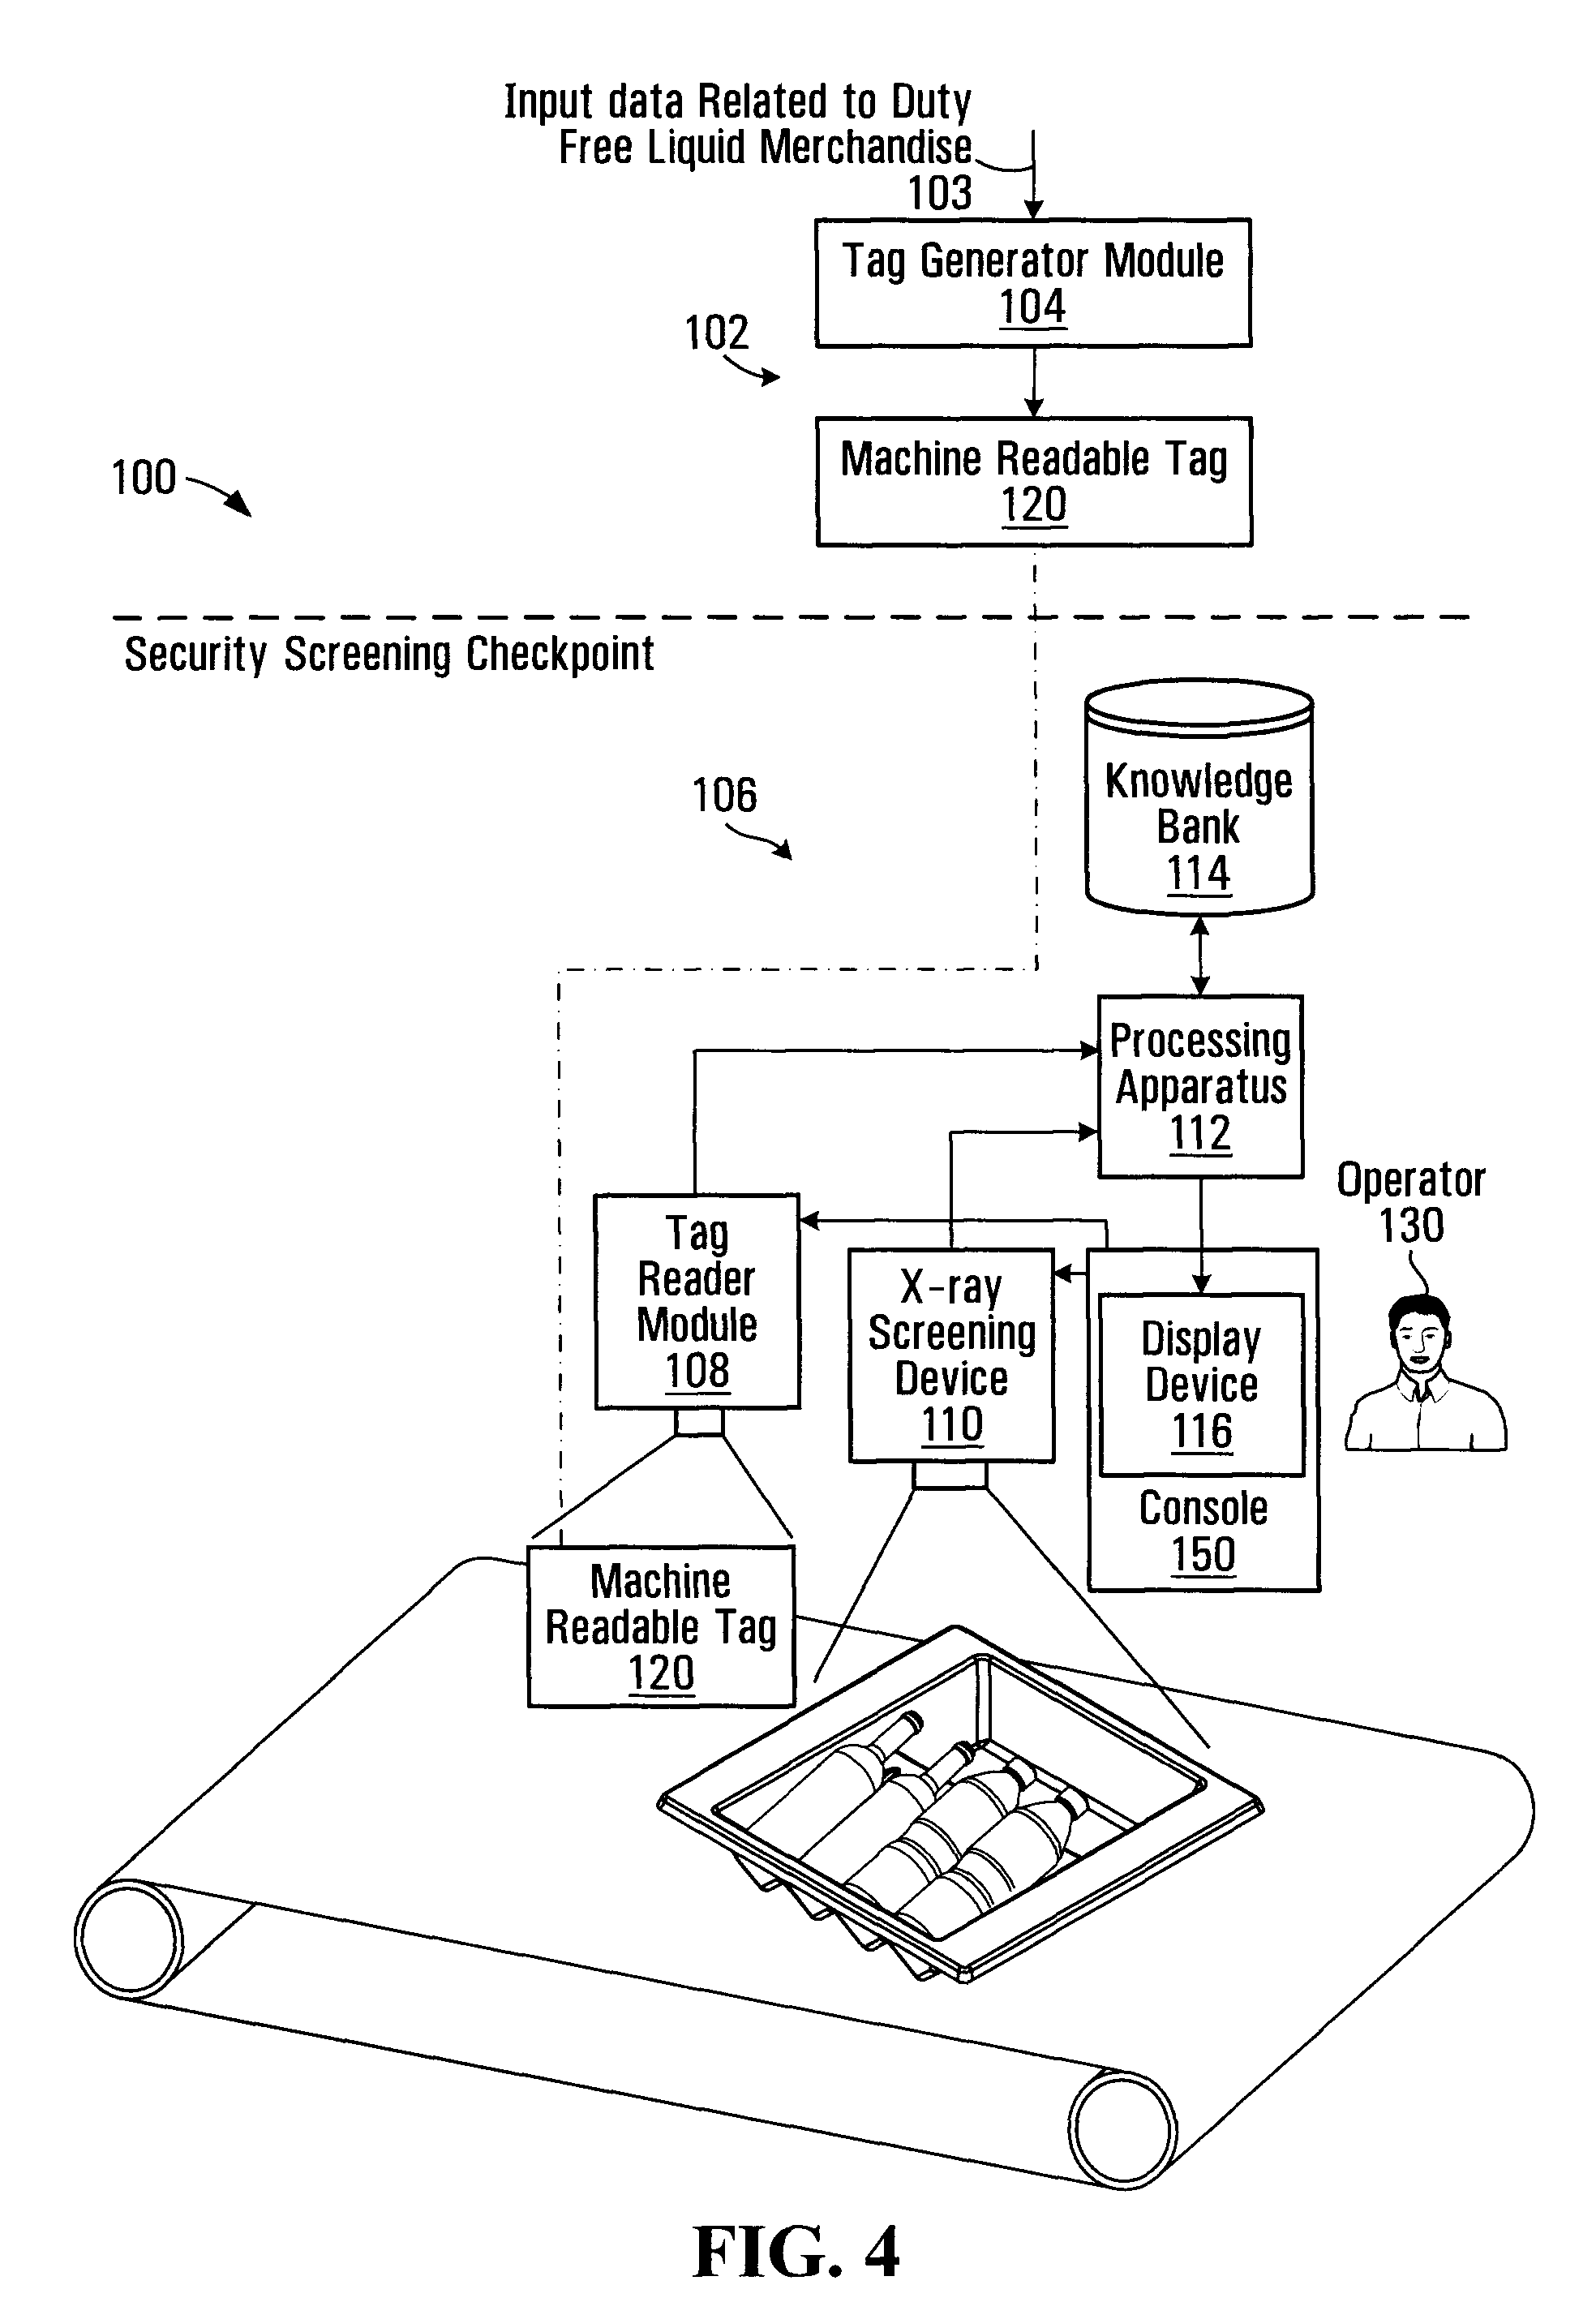 Input data Related to Duty
Free Liquid Merchandise
103
Tag Generator Module
104
102
Machine Readable Tag
120
100
Security Screening Checkpoint
Knowledge
Bank
114
106
Processing
Apparatus
112
Operator
130
Tag
Reader
Module
108
X-ray
Screening
Device
110
Display
Device
116
Console
150
Machine
Readable Tag
120
FIG. 4